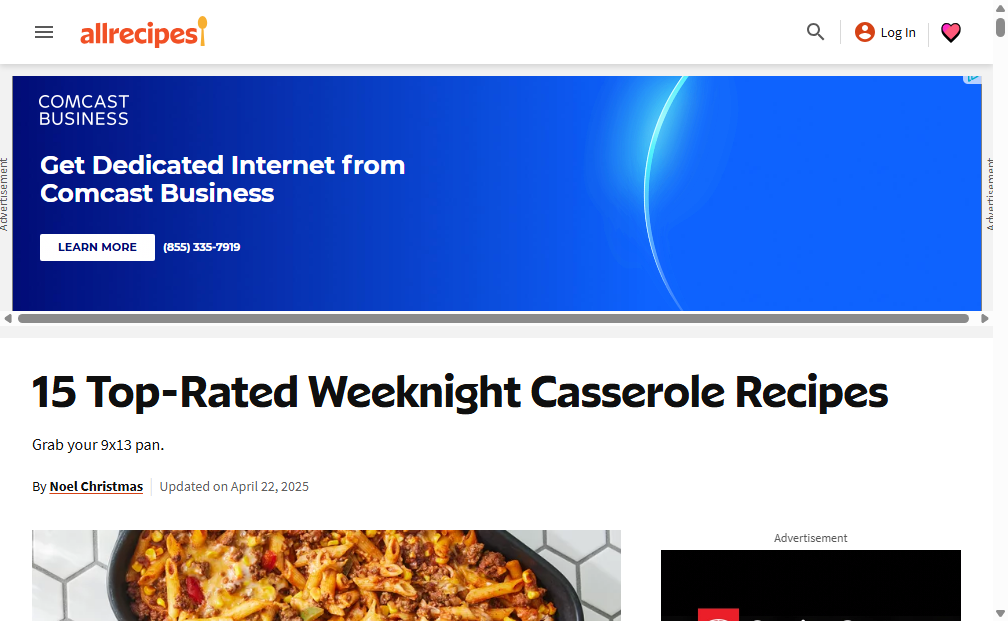 allrecipes
Log In
Advertisement
COMCAST
BUSINESS
Get Dedicated Internet from
Comcast Business
LEARN MORE
(855) 335-7919
Advertisement
15 Top-Rated Weeknight Casserole Recipes
Grab your 9x13 pan.
By Noel Christmas
Updated on April 22, 2025
Advertisement